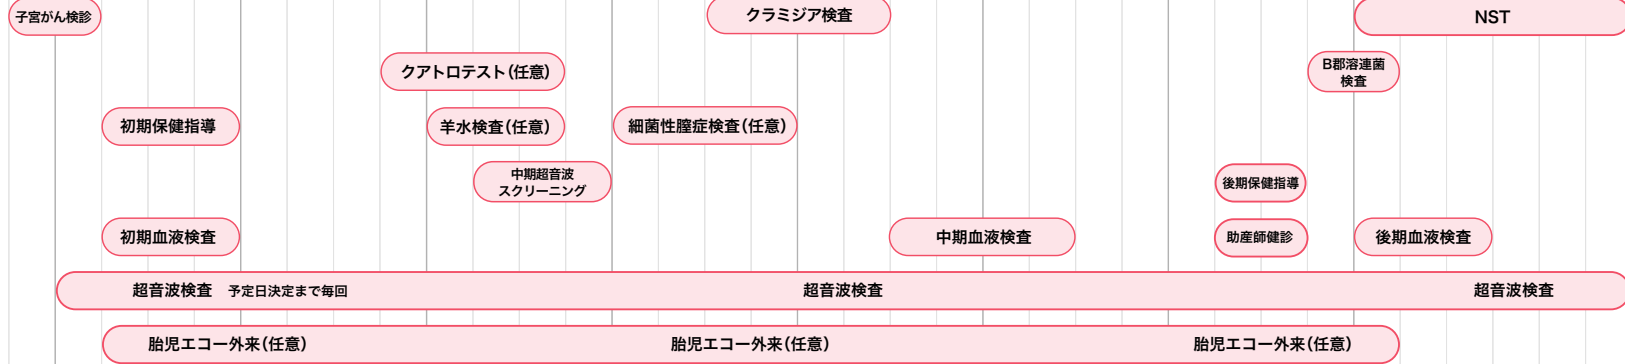 子宮がん検診
クラミジア検査
NST
クアトロテスト(任意)
B郡溶連菌
検査
初期保健指導
羊水検査(任意)
細菌性膣症検査(任意)
中期超音波
スクリーニング
後期保健指導
初期血液検査
中期血液検査
助産師健診
後期血液検査
超音波検査 予定日決定まで毎回
超音波検査
超音波検査
胎児エコー外来(任意)
胎児エコー外来(任意)
胎児エコー外来(任意)